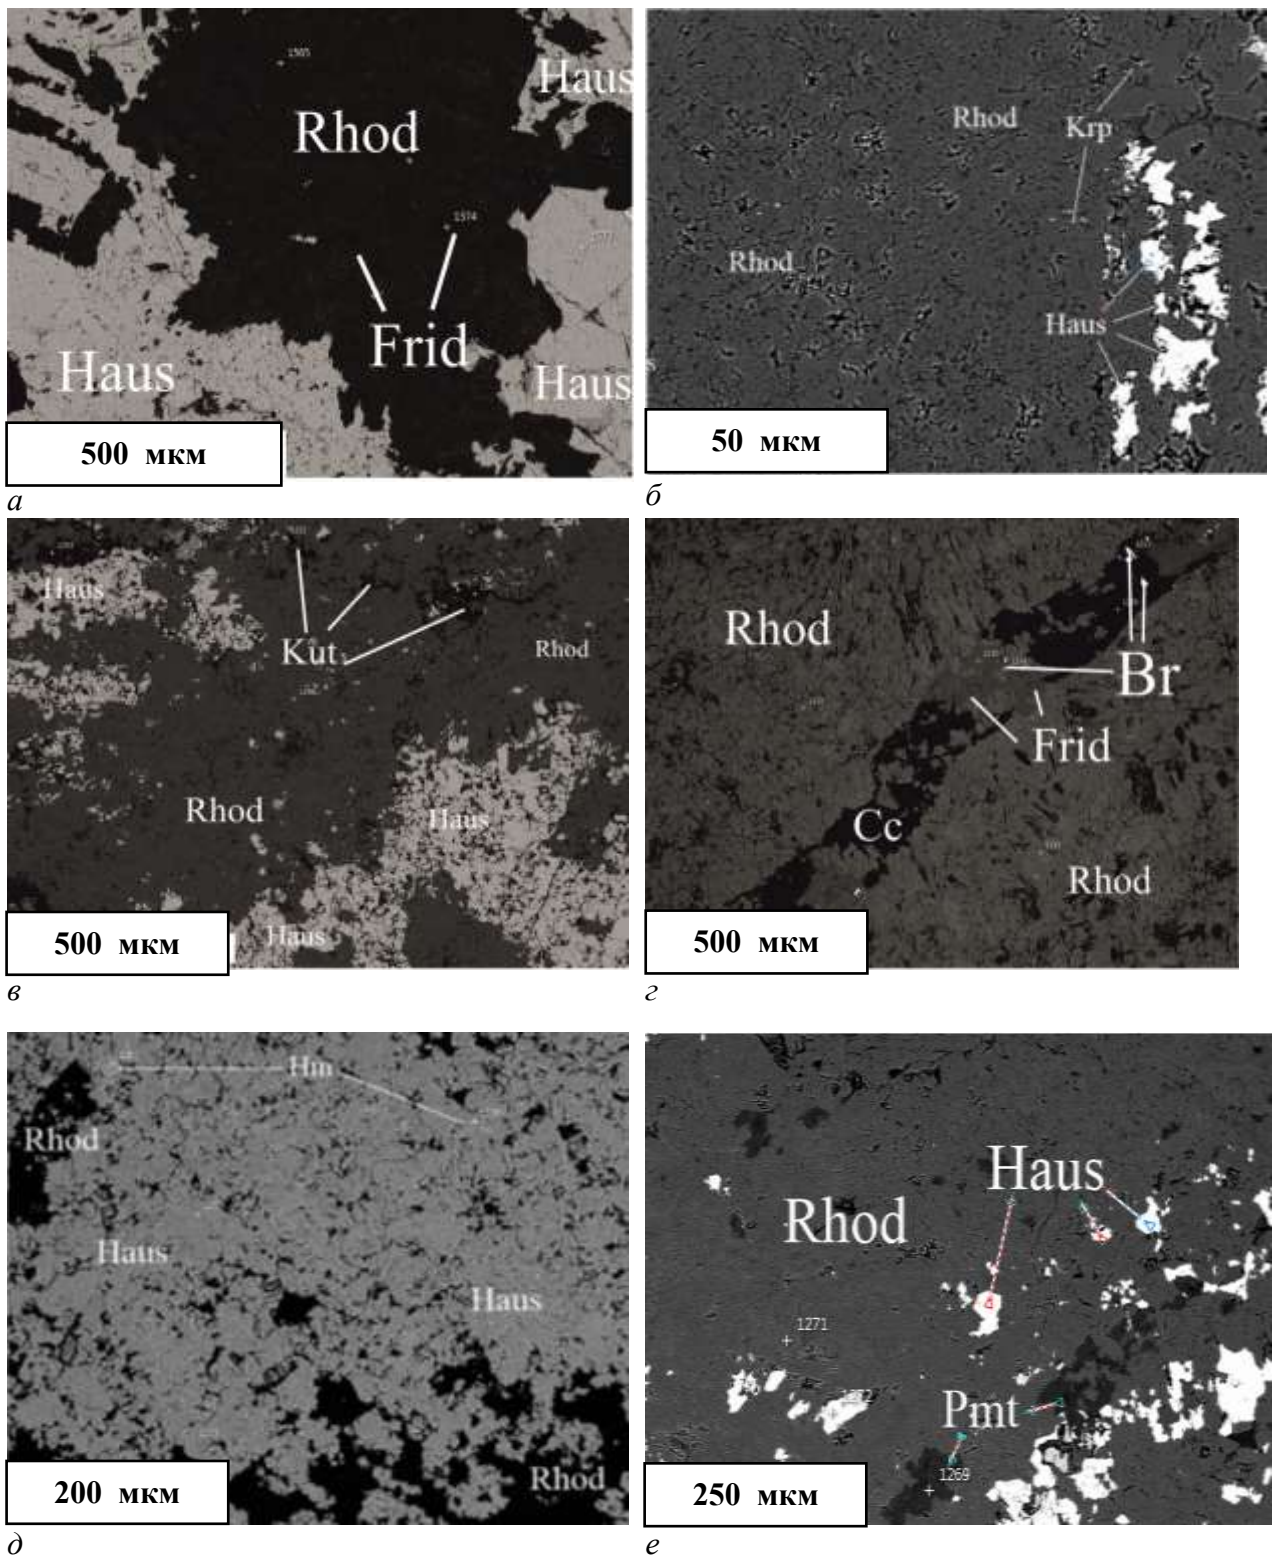 1565
Rhod
Haus
1574
Frid
Haus
Haus
500 мкм
а
Rhod
Krp
Rhod
Haus
50 мкм
б
Haus
Kut
Rhod
Rhod
Haus
Haus
500 мкм
в
Rhod
Br
Frid
Cc
Rhod
500 мкм
г
Hm
Rhod
Haus
Haus
Rhod
200 мкм
д
Haus
Rhod
1271
Pmt
1269
250 мкм
е